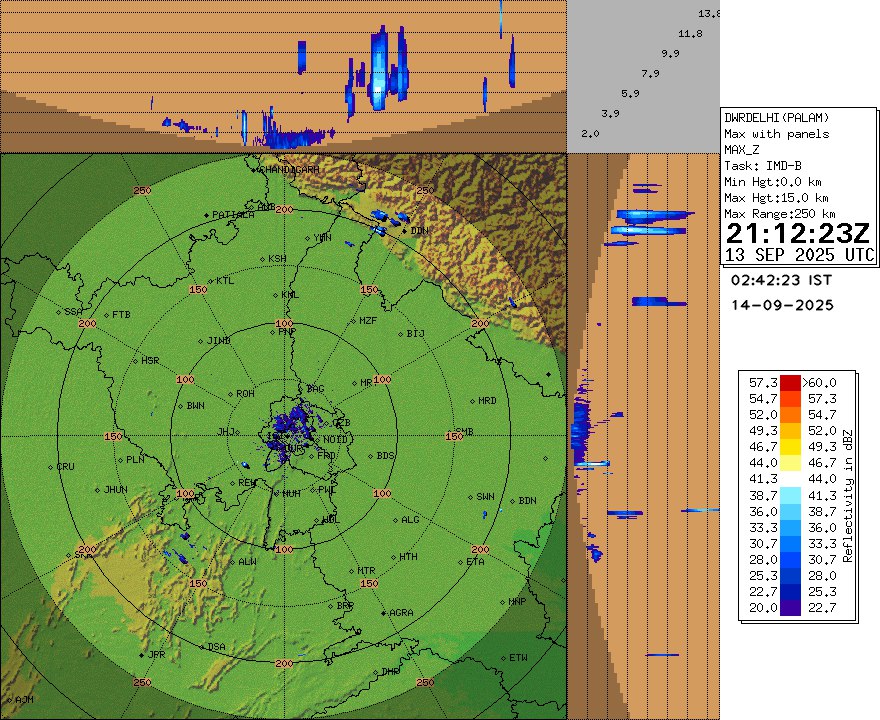 13.8
11.8
9.9
7.9
5.9
3.9
2.0
DWRDELHI(PALAM)
Max with panels
MAX_Z
Task: IMD-B
Min Hgt:0.0 km
Max Hgt:15.0 km
Max Range:250 km
21:12:23Z
13 SEP 2025 UTC
02:42:23 IST
14-09-2025
57.3 >60.0
54.7 57.3
52.0 54.7
49.3 52.0
46.7 49.3
44.0 46.7
41.3 44.0
38.7 41.3
36.0 38.7
33.3 36.0
30.7 33.3
28.0 30.7
25.3 28.0
22.7 25.3
20.0 22.7
Reflectivity in dBZ
CHANDIGARH
250
250
PATIALA
AMB
200
DDN
YMN
KSH
KTL
150
150
KNL
SSA
FTB
200
100
MZF
200
PNP
BIJ
JIND
HSR
100
100
MRT
BAG
ROH
BWN
MRD
GZB
JHJ
150
NOID
150
SMB
PLN
FRD
BDS
CRU
100
REW
JHUN
100
NUH
PWL
SWN
BDN
ALG
200
100
200
HTH
ALW
ETA
MTR
150
150
BRP
AGRA
MNP
DSA
JPR
200
ETW
DHP
250
250
AJM